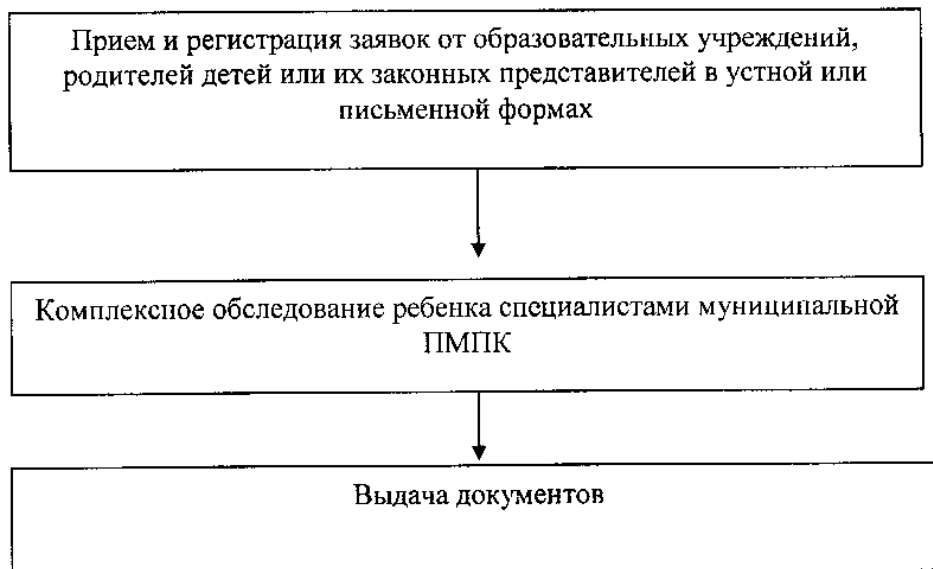 Прием и регистрация заявок от образовательных учреждений,
родителей детей или их законных представителей в устной или
письменной формах
Комплексное обследование ребенка специалистами муниципальной
ПМПК
Выдача документов